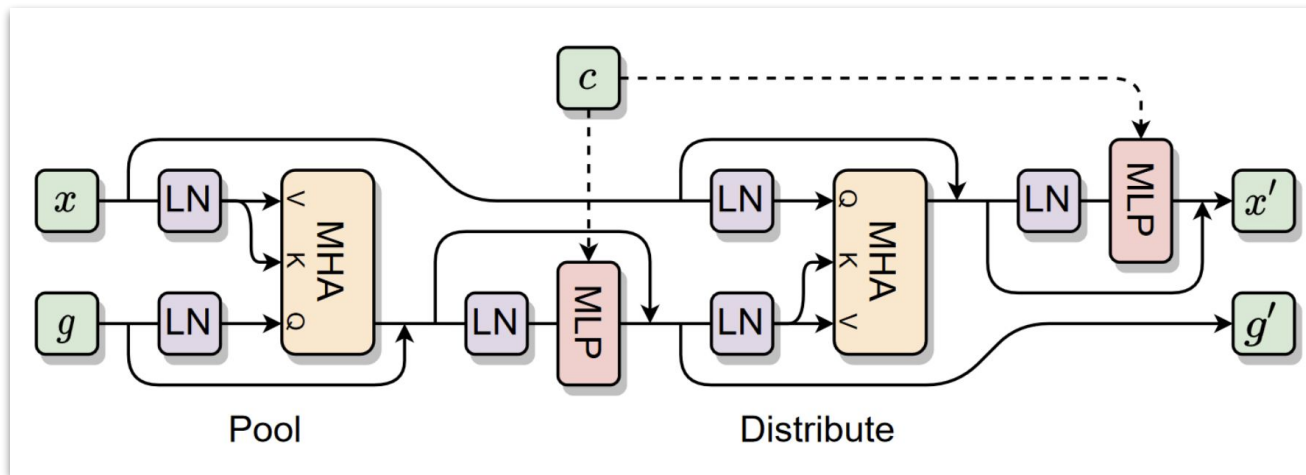 c
x
LN
V
K
Q
MHA
g
LN
LN
MLP
LN
LN
Q
K
V
MHA
LN
MLP
x′
g′
Pool
Distribute